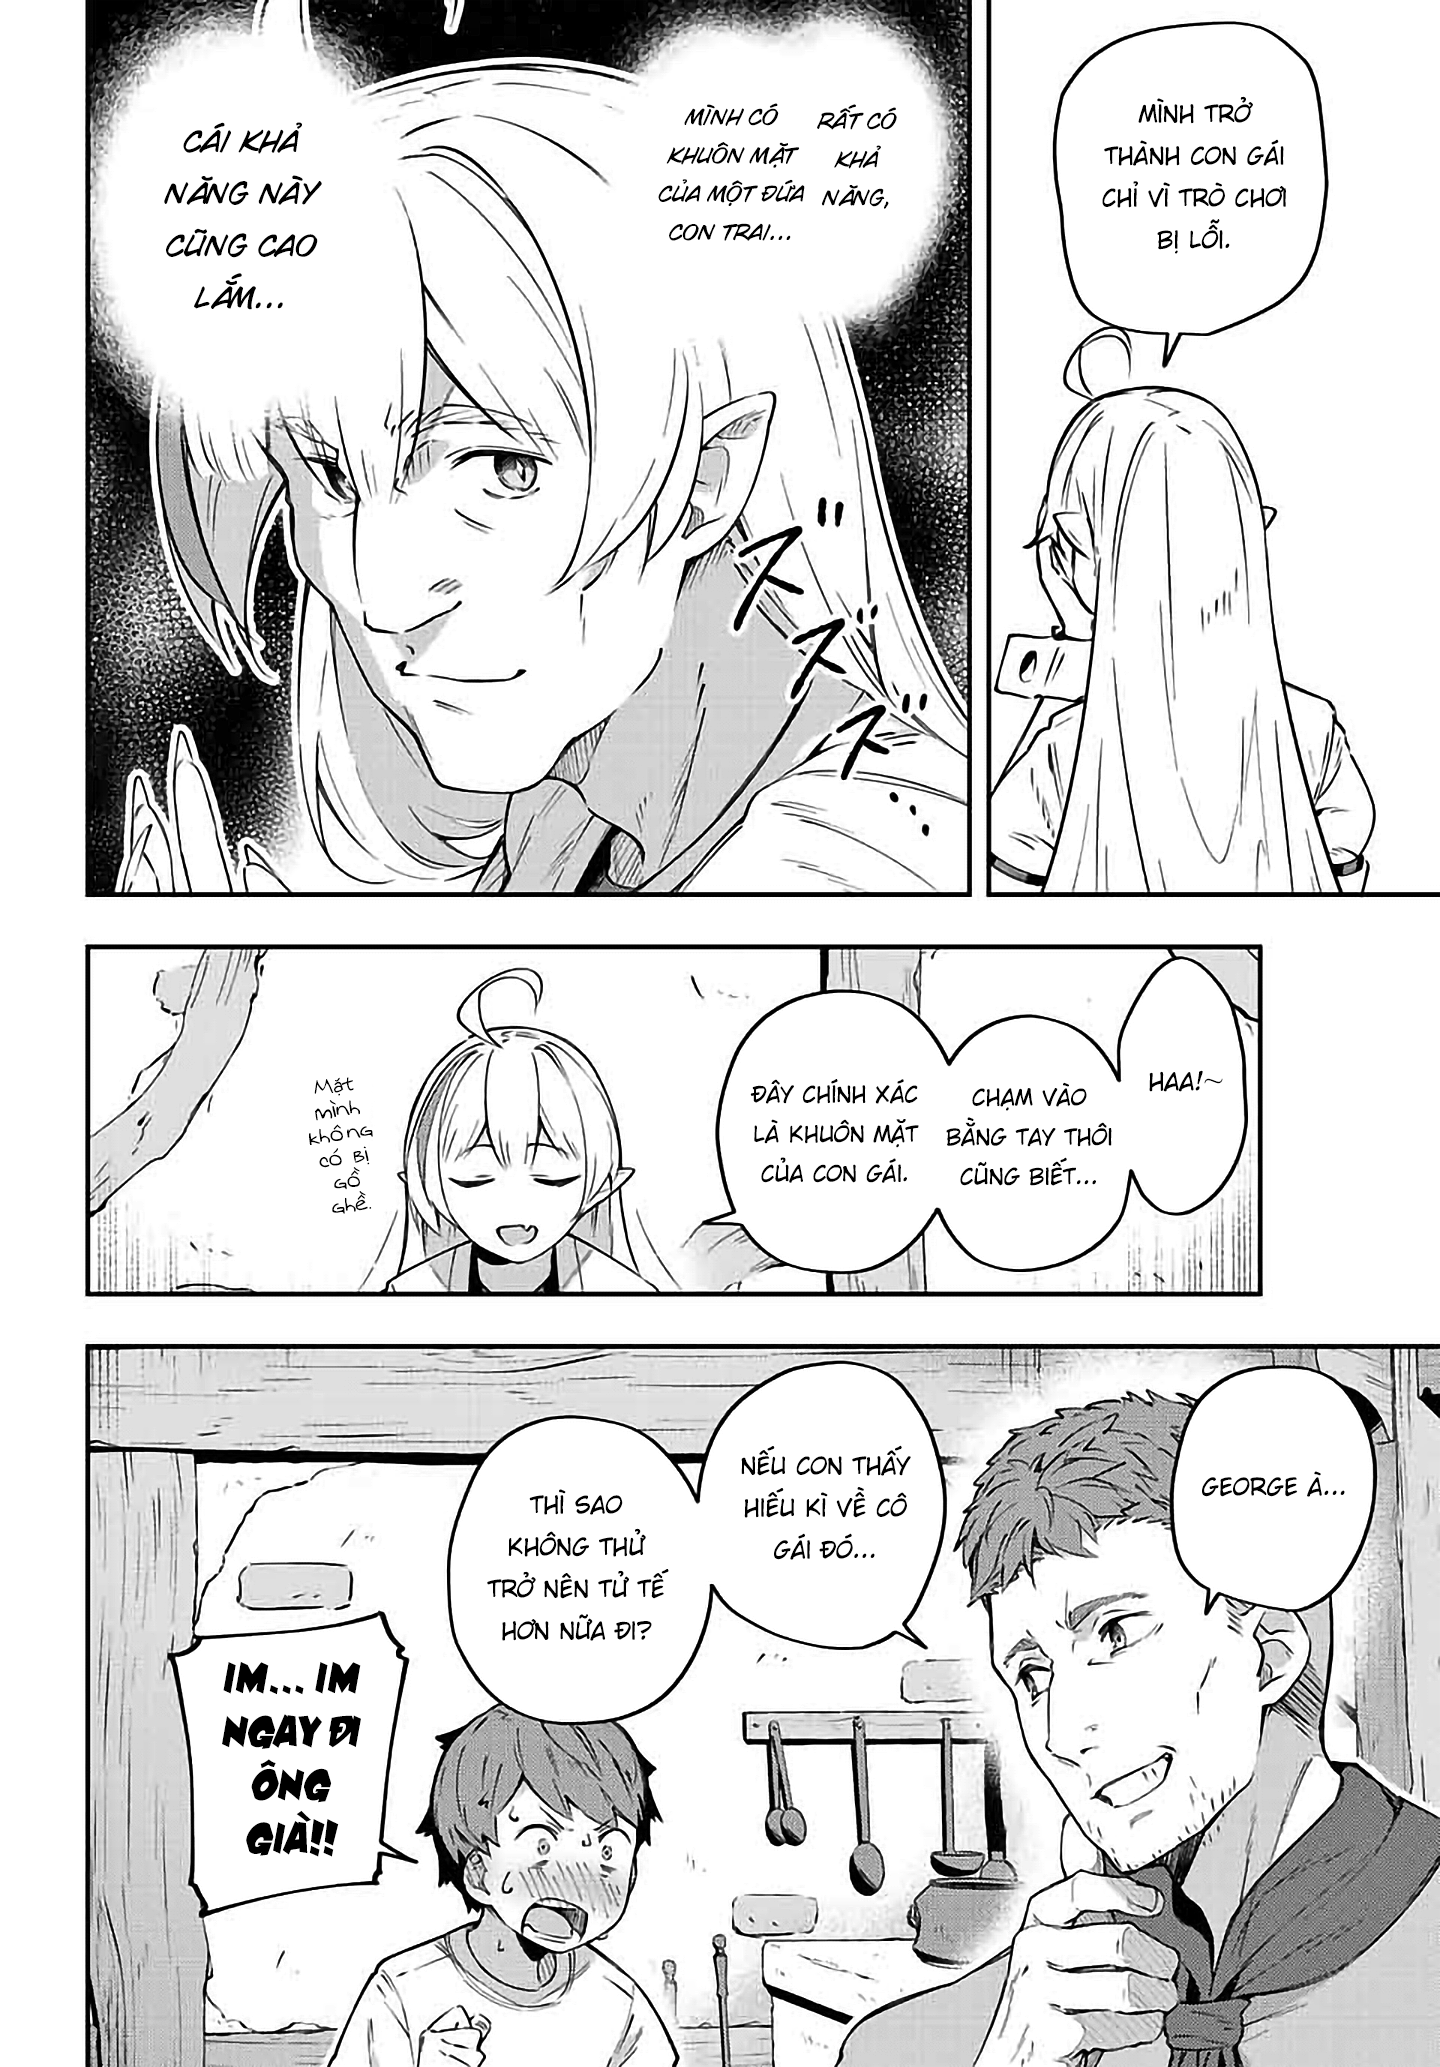 MÌNH TRỞ
THÀNH CON GÁI
CHỈ VÌ TRÒ CHƠI
BỊ LỖI.
RẤT CÓ
KHẢ
NĂNG,
MÌNH CÓ
KHUÔN MẶT
CỦA MỘT ĐỨA
CON TRAI...
CÁI KHẢ
NĂNG NÀY
CŨNG CAO
LẮM...
ズズズ
HAA!~
CHẠM VÀO
BẰNG TAY THÔI
CŨNG BIẾT...
ĐÂY CHÍNH XÁC
LÀ KHUÔN MẶT
CỦA CON GÁI.
Mặt
mình
không
có bị
gồ
ghề.
GEORGE À...
NẾU CON THẤY
HIẾU KÌ VỀ CÔ
GÁI ĐÓ...
THÌ SAO
KHÔNG THỬ
TRỞ NÊN TỬ TẾ
HƠN NỮA ĐI?
IM... IM
NGAY ĐI
ÔNG
GIÀ!!